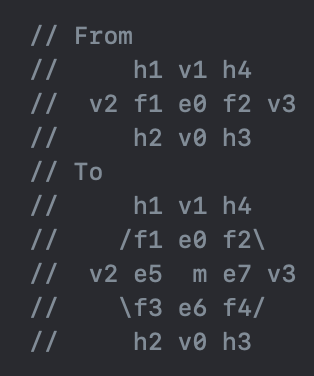 // From
//     h1 v1 h4
//  v2 f1 e0 f2 v3
//     h2 v0 h3
// To
//     h1 v1 h4
//    /f1 e0 f2\
//  v2 e5  m e7 v3
//    \f3 e6 f4/
//     h2 v0 h3